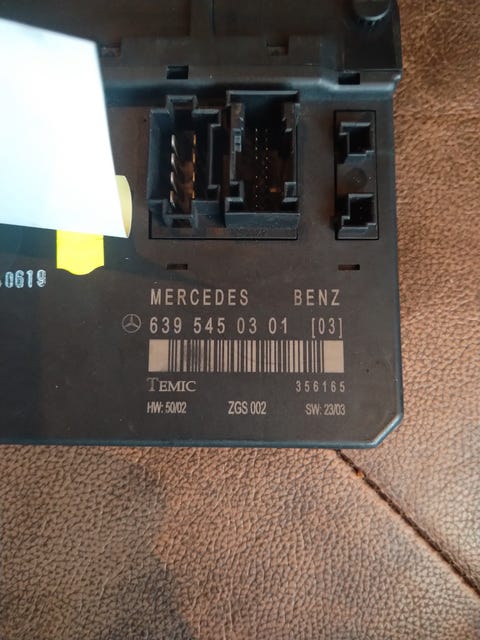 0619
MERCEDES BENZ
639 545 03 01 [03]
TEMIC 356165
HW: 50/02 ZGS 002 SW: 23/03